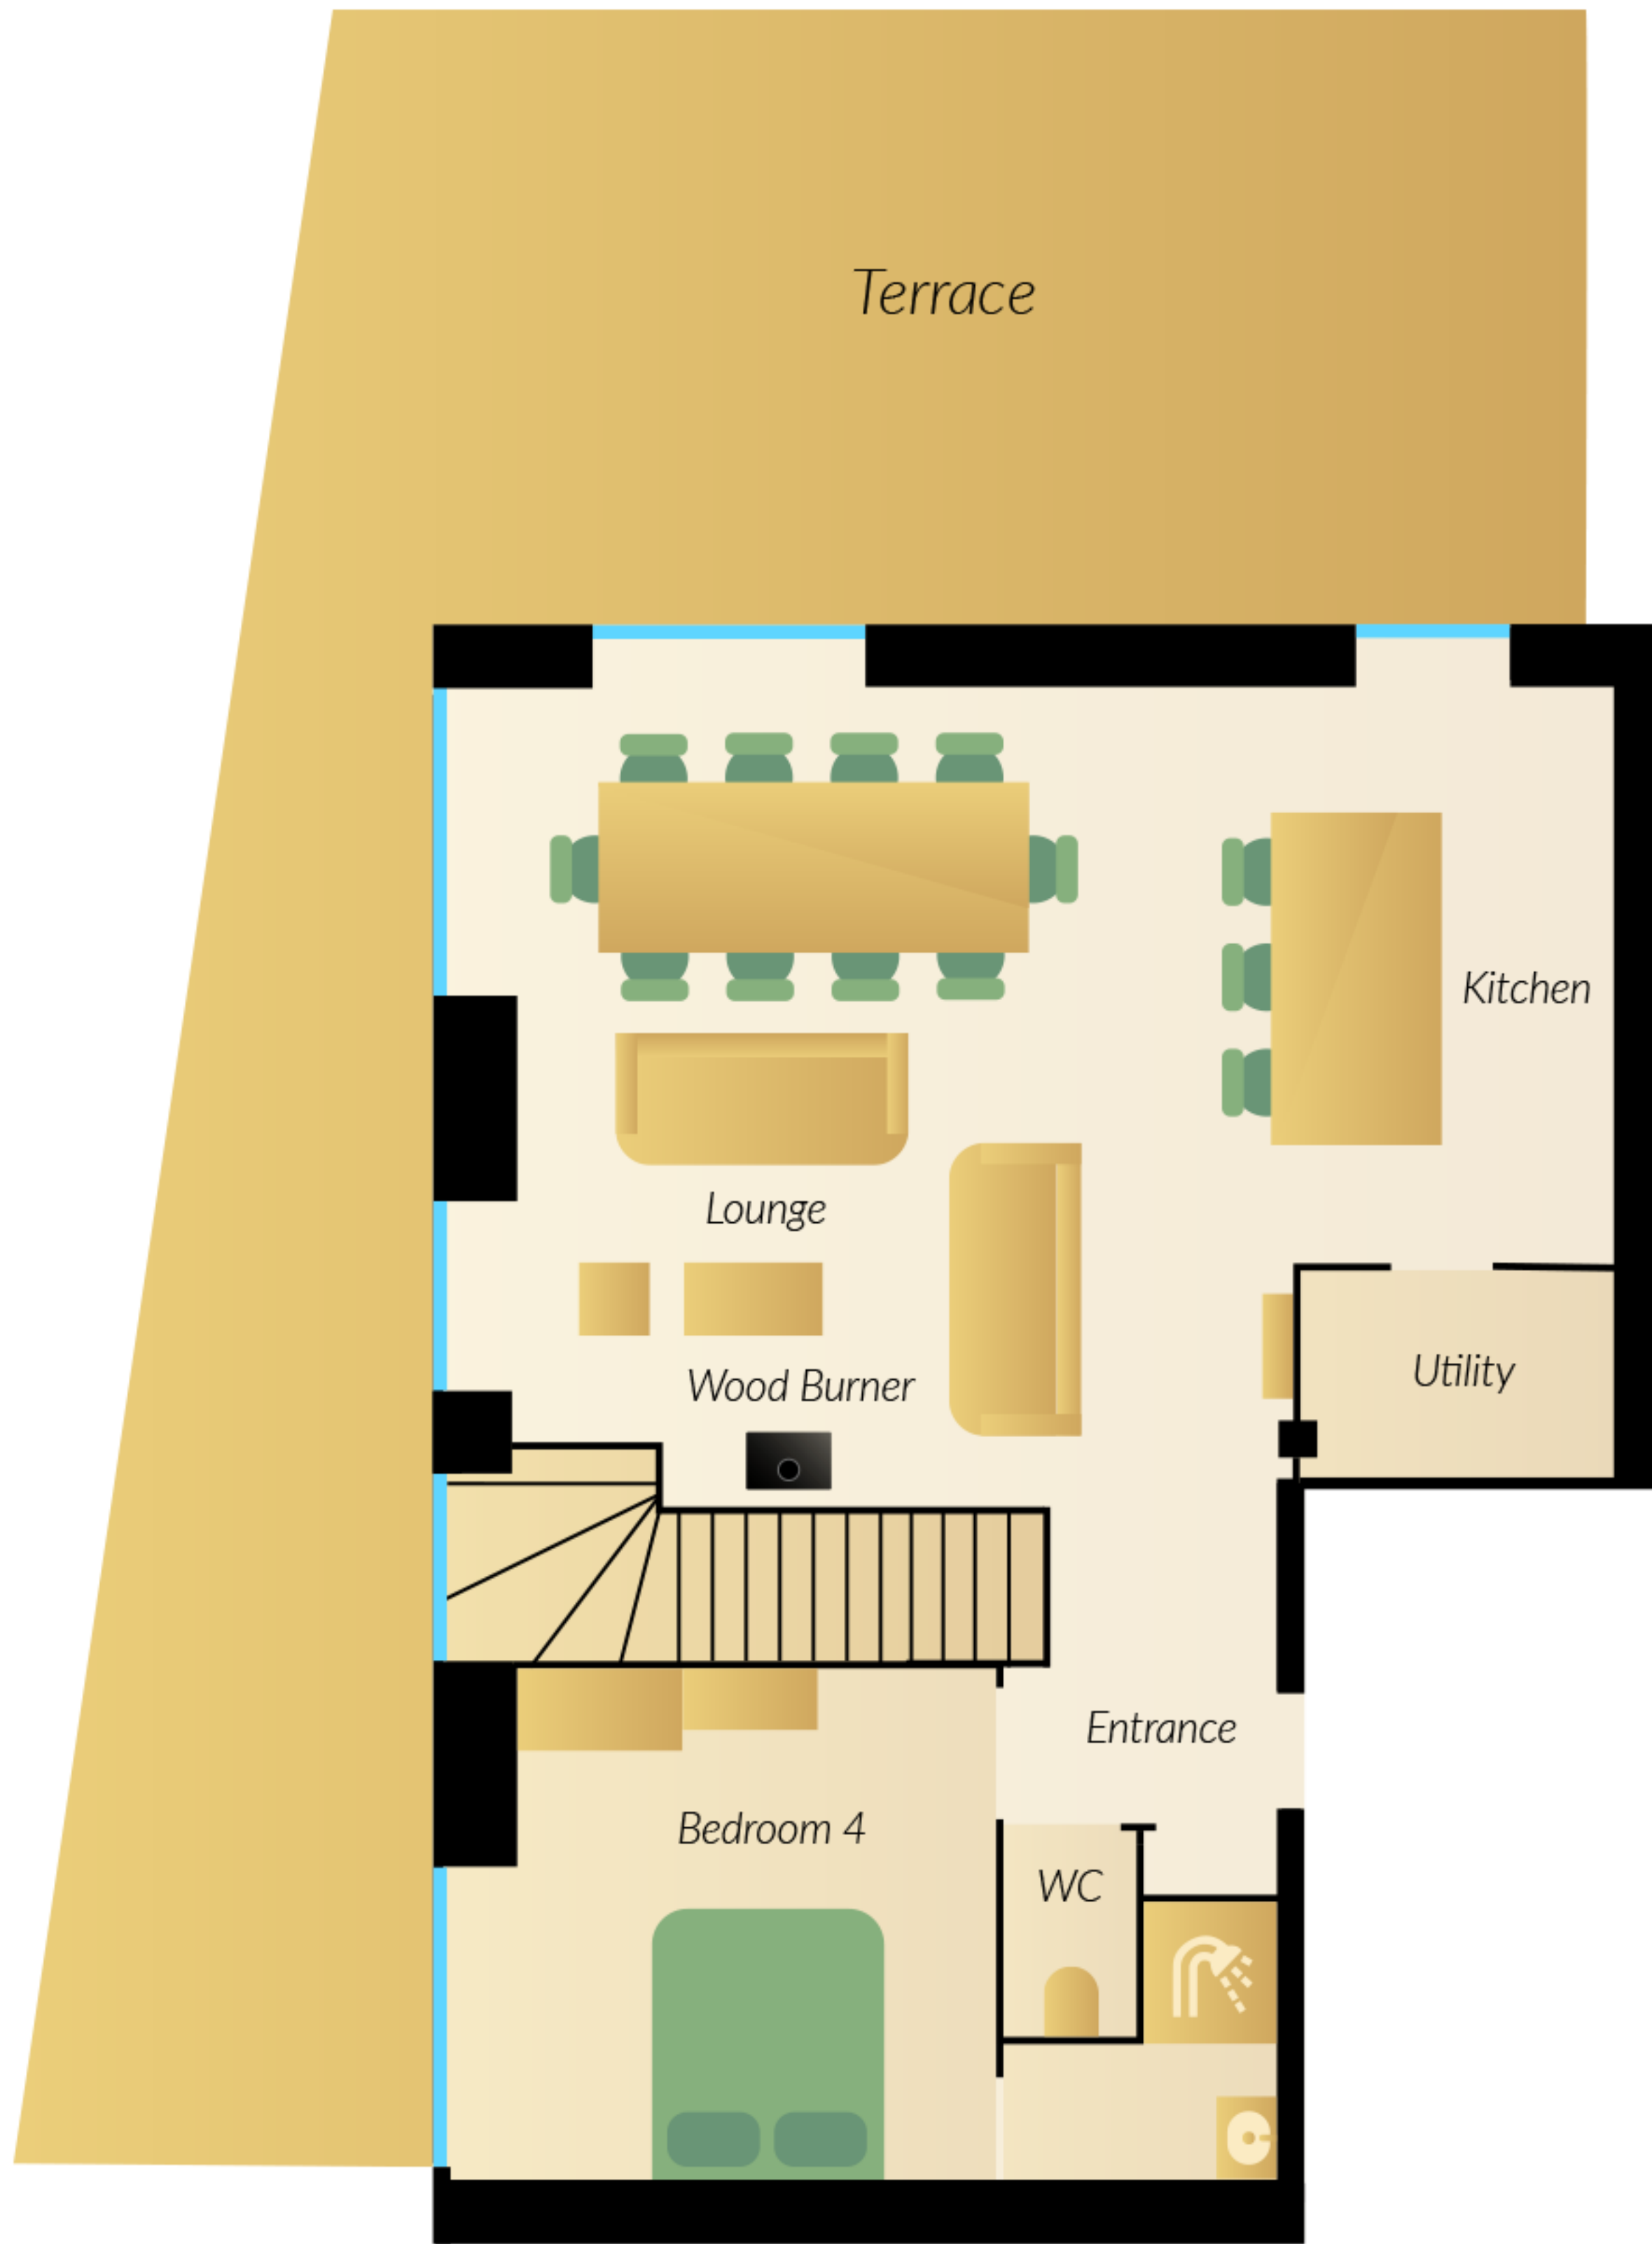 Terrace
Kitchen
Lounge
Utility
Wood Burner
Entrance
Bedroom 4
WC